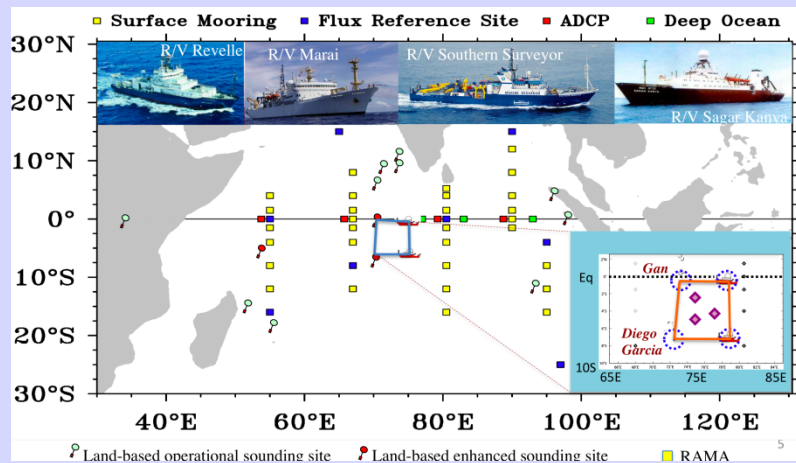 Surface Mooring Flux Reference Site ADCP Deep Ocean
30°N
20°N
10°N
0°
10°S
20°S
30°S
R/V Revelle
R/V Marai
R/V Southern Surveyor
R/V Sagar Kanya
40°E 60°E 80°E 100°E 120°E
Gan
Eq
Diego
Garcia
10S
65E 75E 85E
5
Land-based operational sounding site Land-based enhanced sounding site RAMA